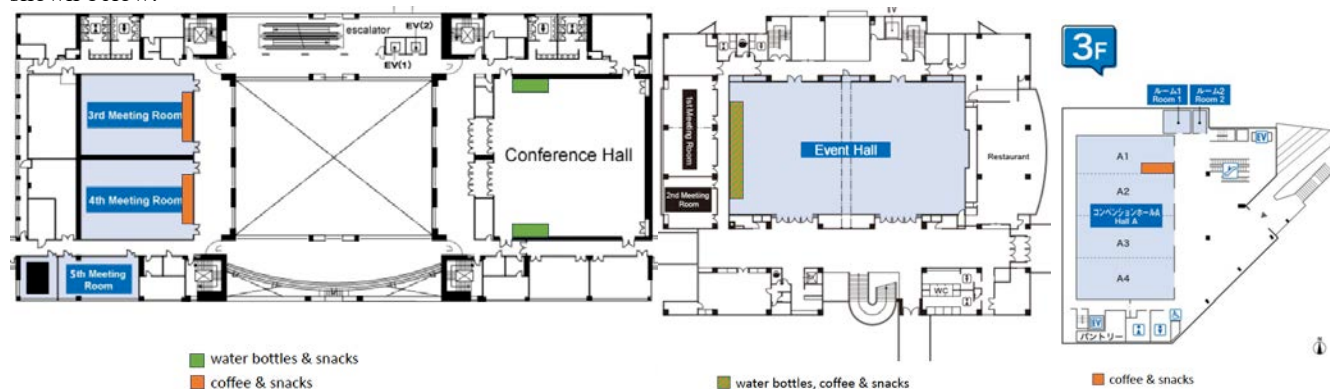 escalator
EV(2)
EV(1)
3rd Meeting Room
4th Meeting Room
5th Meeting
Room
Conference Hall
water bottles & snacks
coffee & snacks
EV
1st Meeting Room
2nd Meeting
Room
Event Hall
Restaurant
WC
water bottles, coffee & snacks
3F
ルーム1
Room 1
ルーム2
Room 2
EV
A1
A2
コンベンションホールA
Hall A
A3
A4
EV
パントリー
coffee & snacks